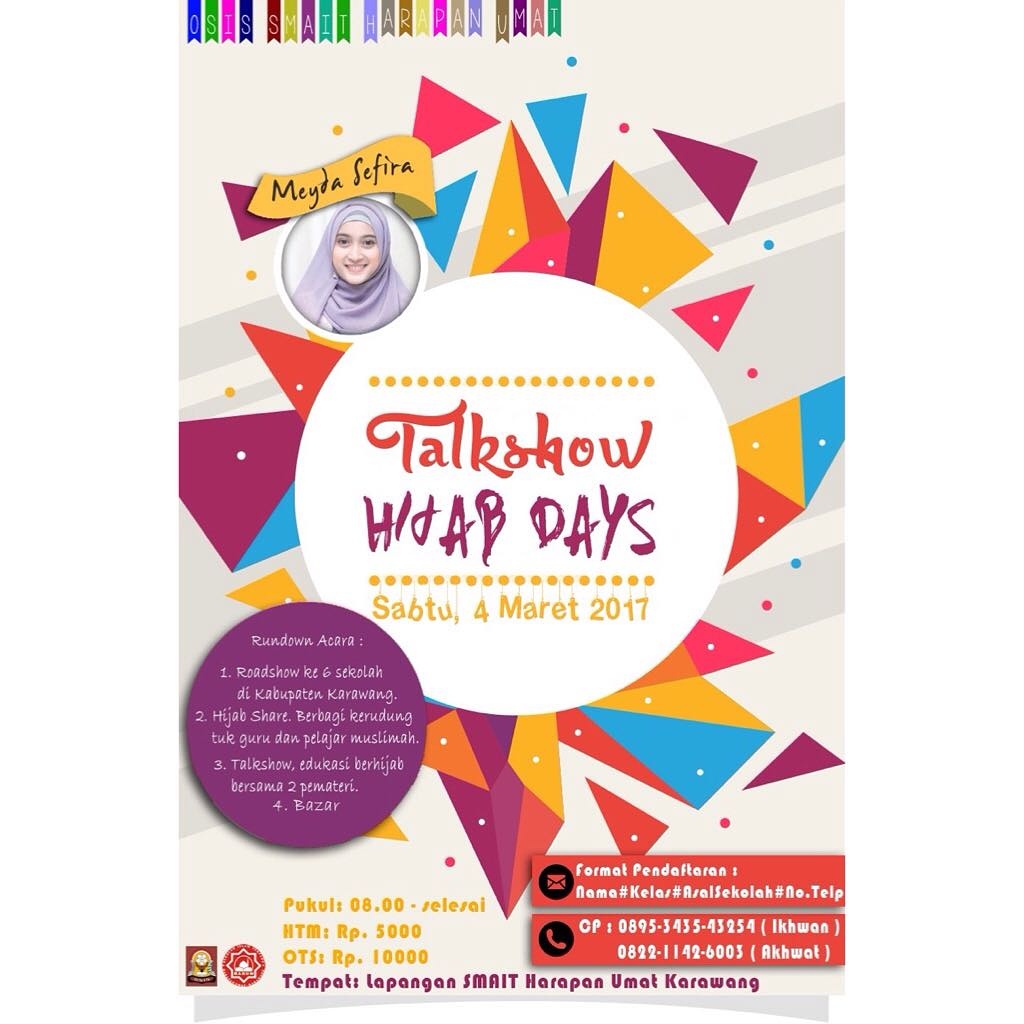 OSIS SMAIT HARAPAN UMAT
Meyda Sefira
Talkshow
HIJAB DAYS
Sabtu, 4 Maret 2017
Rundown Acara :
1. Roadshow ke 6 sekolah
di Kabupaten Karawang.
2. Hijab Share. Berbagi kerudung
tuk guru dan pelajar muslimah.
3. Talkshow, edukasi berhijab
bersama 2 pemateri.
4. Bazar
Format Pendaftaran :
Nama#Kelas#AsalSekolah#No.Telp
CP : 0895-3435-43254 ( Ikhwan )
0822-1142-6003 ( Akhwat )
Pukul: 08.00 - selesai
HTM: Rp. 5000
OTS: Rp. 10000
Tempat: Lapangan SMAIT Harapan Umat Karawang